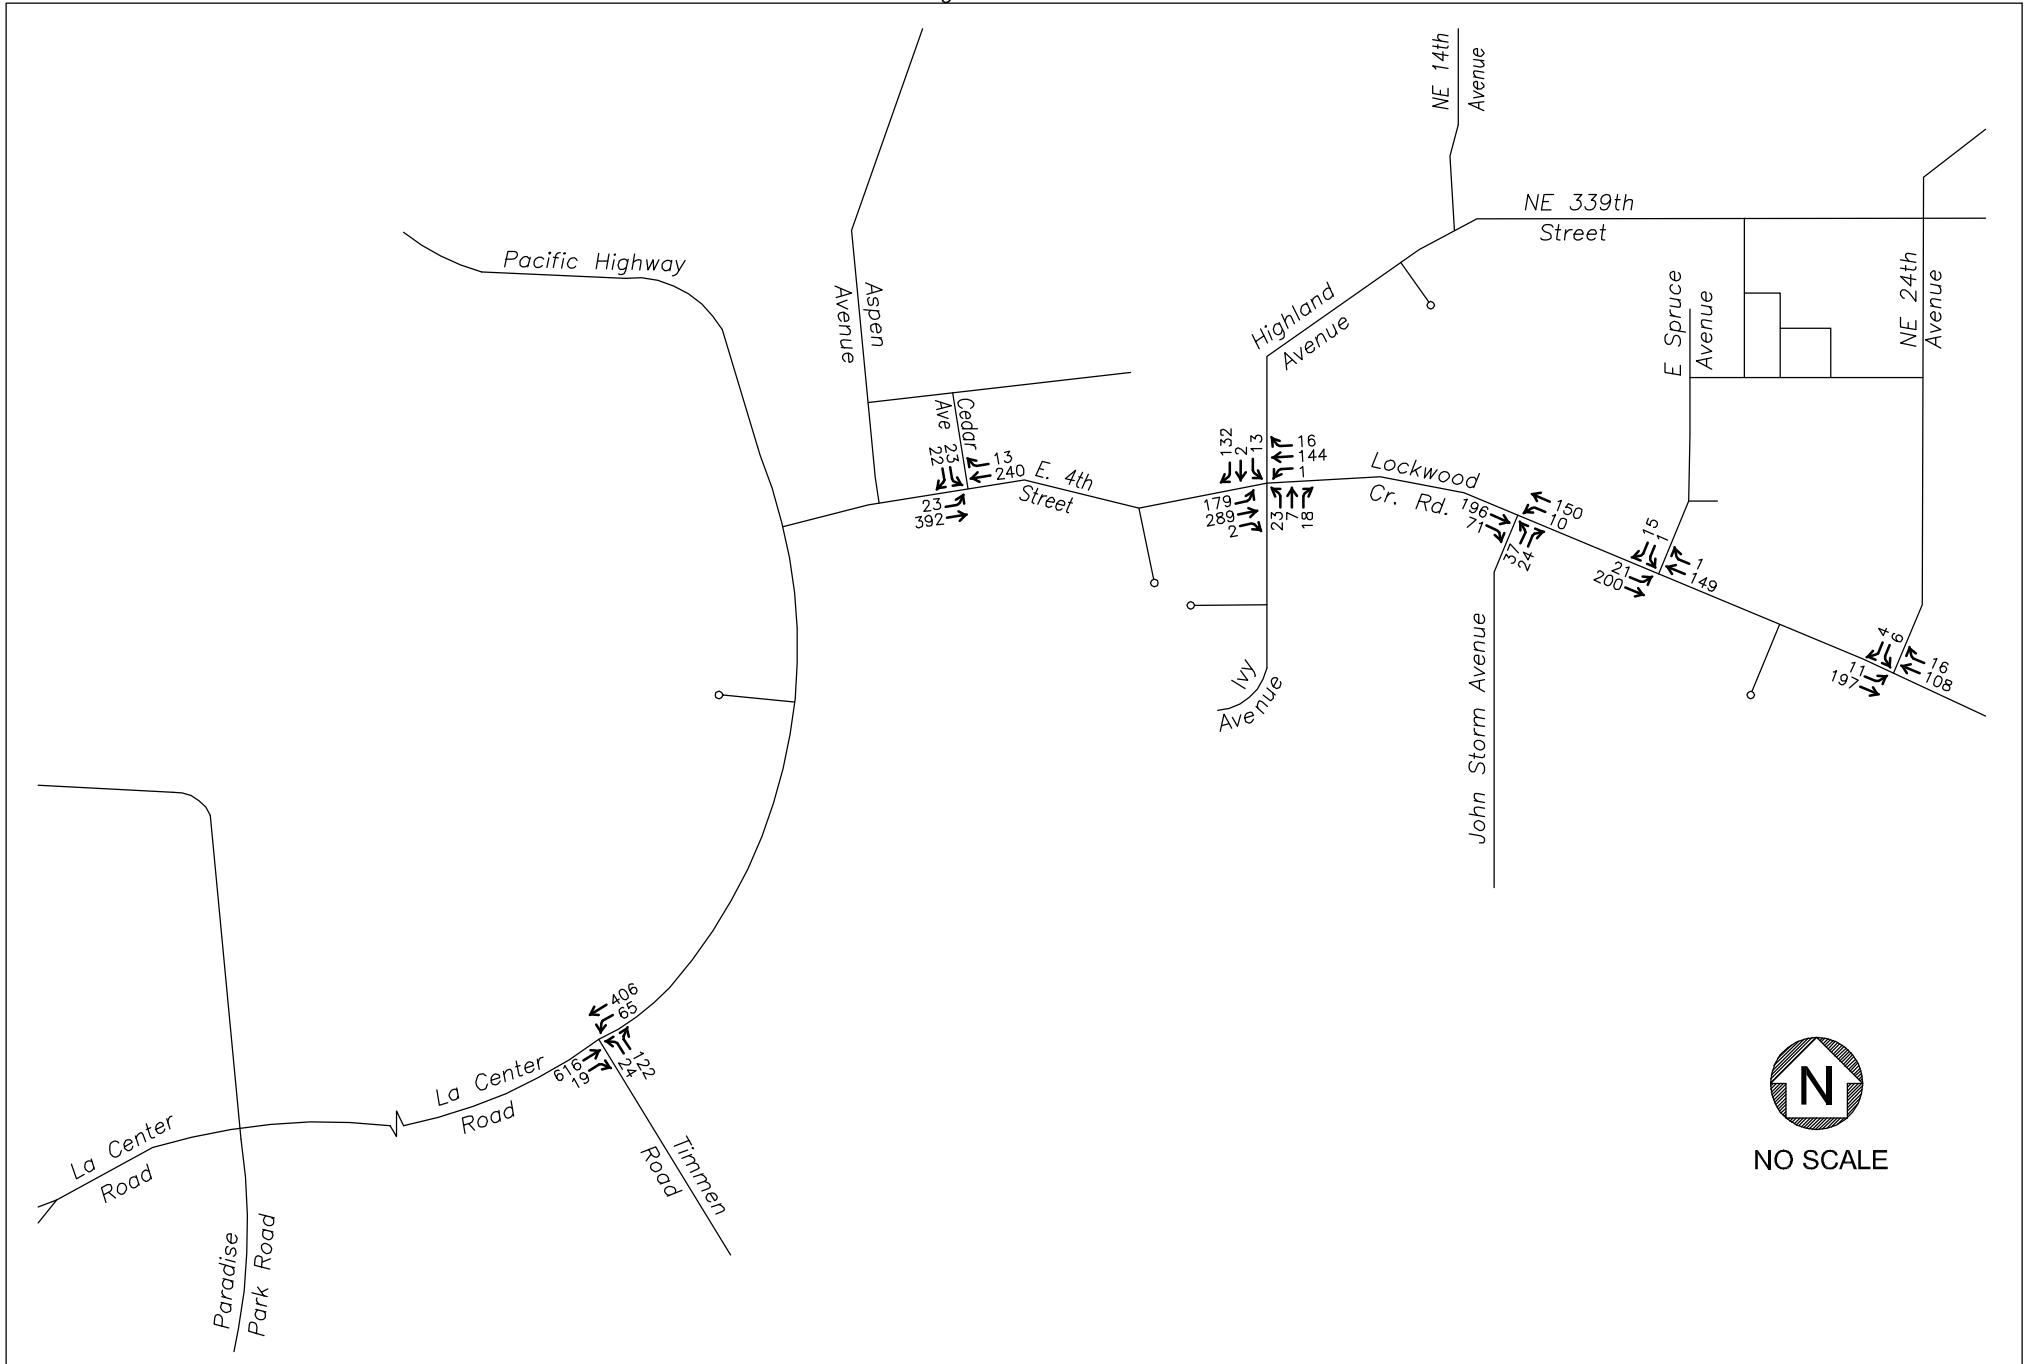 NE 14th
Avenue
NE 339th
Street
Pacific Highway
Aspen
Avenue
Highland
Avenue
E Spruce
Avenue
NE 24th
Avenue
Cedar
Ave
22
23
13
240
23
392
E. 4th
Street
132
2
13
16
144
1
179
289
2
23
7
18
Lockwood
Cr. Rd.
196
71
150
10
37
24
15
1
1
149
21
200
4
6
16
108
11
197
John Storm Avenue
Ivy
Avenue
406
65
616
19
122
24
La Center
Road
La Center
Road
Timmen
Road
Paradise
Park Road
N
NO SCALE